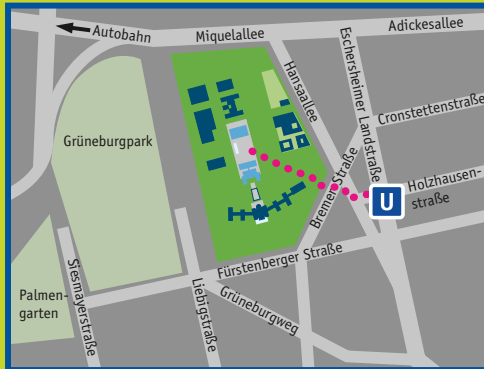 Autobahn
Miquelallee
Adickesallee
Hansaallee
Eschersheimer Landstraße
Cronstettenstraße
Grüneburgpark
Bremer Straße
U
Holzhausen-
straße
Fürstenberger Straße
Siesmayerstraße
Palmen-
garten
Liebigstraße
Grüneburgweg